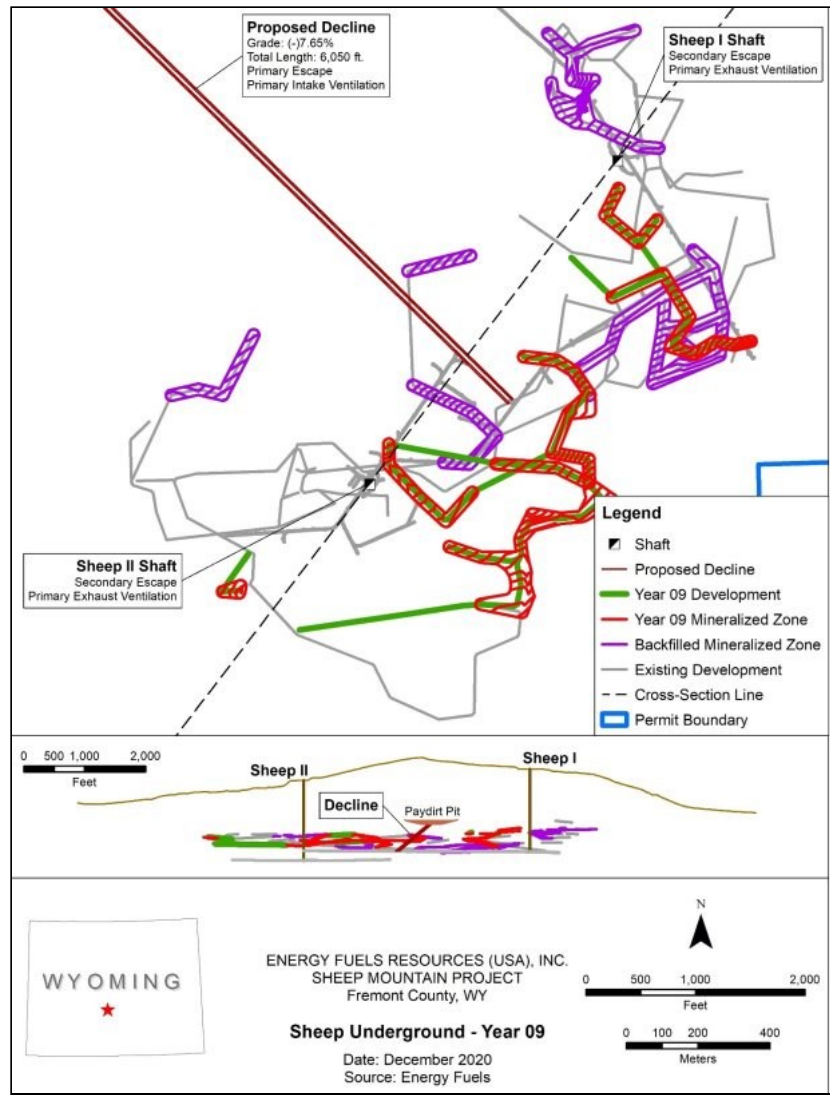 Proposed Decline
Grade: (-)7.65%
Total Length: 6,050 ft.
Primary Escape
Primary Intake Ventilation
Sheep I Shaft
Secondary Escape
Primary Exhaust Ventilation
Sheep II Shaft
Secondary Escape
Primary Exhaust Ventilation
Legend
Shaft
Proposed Decline
Year 09 Development
Year 09 Mineralized Zone
Backfilled Mineralized Zone
Existing Development
Cross-Section Line
Permit Boundary
0 500 1,000 2,000
Feet
Sheep II
Sheep I
Decline
Paydirt Pit
WYOMING
ENERGY FUELS RESOURCES (USA), INC.
SHEEP MOUNTAIN PROJECT
Fremont County, WY
Sheep Underground - Year 09
Date: December 2020
Source: Energy Fuels
N
0 500 1,000 2,000
Feet
0 100 200 400
Meters